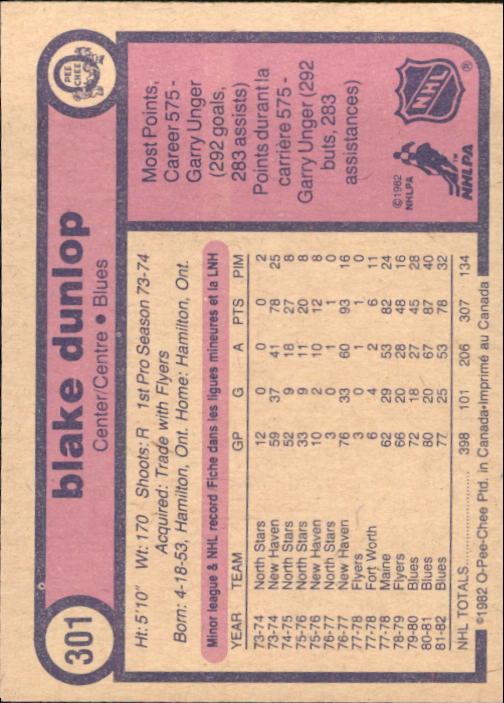 301
blake dunlop
Center/Centre • Blues
O PEE CHEE
Ht: 5'10" Wt: 170 Shoots: R 1st Pro Season 73-74
Acquired: Trade with Flyers
Born: 4-18-53, Hamilton, Ont. Home: Hamilton, Ont.
Minor league & NHL record / Fiche dans les ligues mineures et la LNH
YEAR TEAM GP G A PTS PIM
73-74 North Stars 12 0 0 0 2
73-74 New Haven 59 37 41 78 25
74-75 North Stars 52 9 18 27 8
75-76 North Stars 33 9 11 20 8
75-76 New Haven 10 2 10 12 8
76-77 North Stars 3 0 1 1 0
76-77 New Haven 76 33 60 93 16
77-78 Flyers 3 0 1 1 0
77-78 Fort Worth 6 4 2 6 11
77-78 Maine 62 29 53 82 24
78-79 Flyers 66 20 28 48 16
79-80 Blues 72 18 27 45 28
80-81 Blues 80 20 67 87 40
81-82 Blues 77 25 53 78 32
NHL TOTALS.................... 398 101 206 307 134
©1982 O-Pee-Chee Ptd. in Canada•Imprimé au Canada
Most Points,
Career 575 -
Garry Unger
(292 goals,
283 assists)
Points durant la
carrière 575 -
Garry Unger (292
buts, 283
assistances)
©1982
NHLPA
NHLPA™
NHL ®